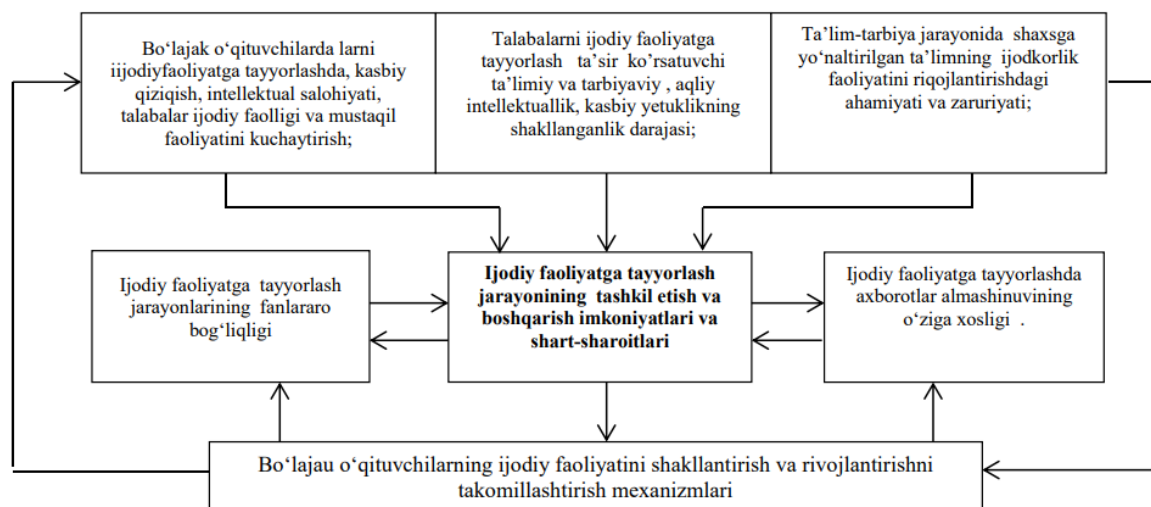 Bo‘lajak o‘qituvchilarda larni
iijodiyfaoliyatga tayyorlashda, kasbiy
qiziqish, intellektual salohiyati,
talabalar ijodiy faolligi va mustaqil
faoliyatini kuchaytirish;
Talabalarni ijodiy faoliyatga
tayyorlash ta’sir ko‘rsatuvchi
ta’limiy va tarbiyaviy , aqliy
intellektuallik, kasbiy yetuklikning
shakllanganlik darajasi;
Ta’lim-tarbiya jarayonida shaxsga
yo‘naltirilgan ta’limning ijodkorlik
faoliyatini riqojlantirishdagi
ahamiyati va zaruriyati;
Ijodiy faoliyatga tayyorlash
jarayonlarining fanlararo
bog‘liqligi
Ijodiy faoliyatga tayyorlash
jarayonining tashkil etish va
boshqarish imkoniyatlari va
shart-sharoitlari
Ijodiy faoliyatga tayyorlashda
axborotlar almashinuvining
o‘ziga xosligi .
Bo‘lajau o‘qituvchilarning ijodiy faoliyatini shakllantirish va rivojlantirishni
takomillashtirish mexanizmlari